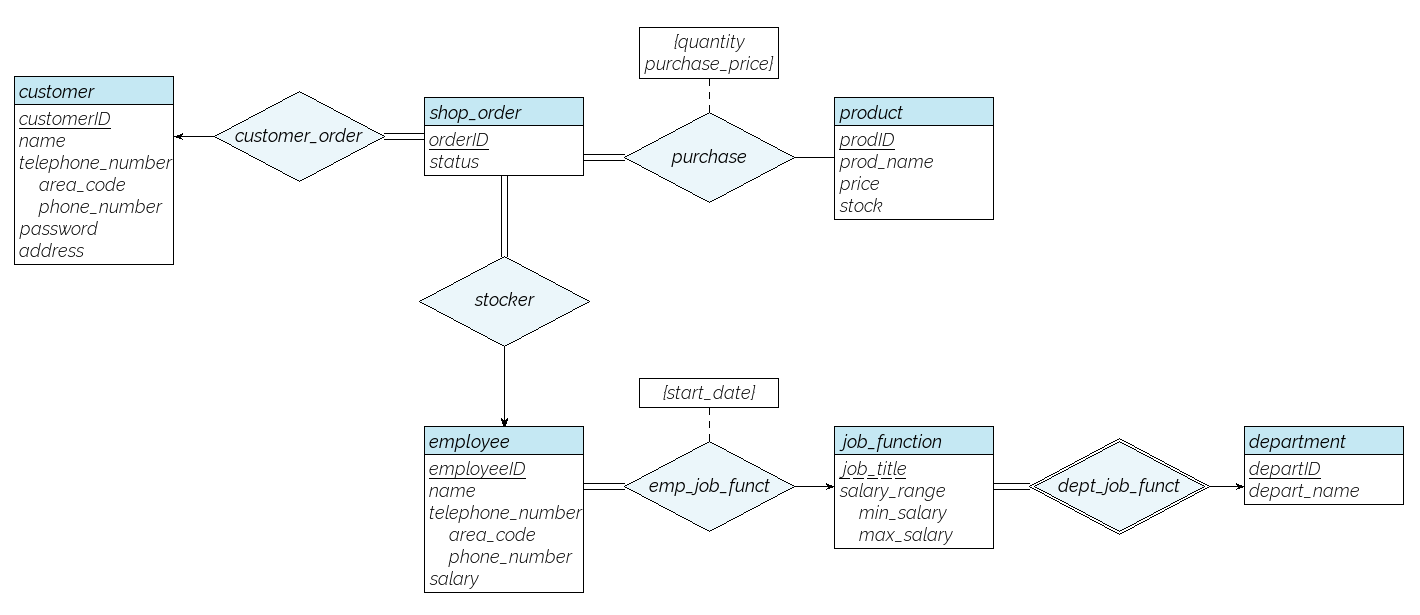 {quantity
purchase_price}
customer
customerID
name
telephone_number
area_code
phone_number
password
address
customer_order
shop_order
orderID
status
purchase
product
prodID
prod_name
price
stock
stocker
{start_date}
employee
employeeID
name
telephone_number
area_code
phone_number
salary
emp_job_funct
job_function
job_title
salary_range
min_salary
max_salary
dept_job_funct
department
departID
depart_name